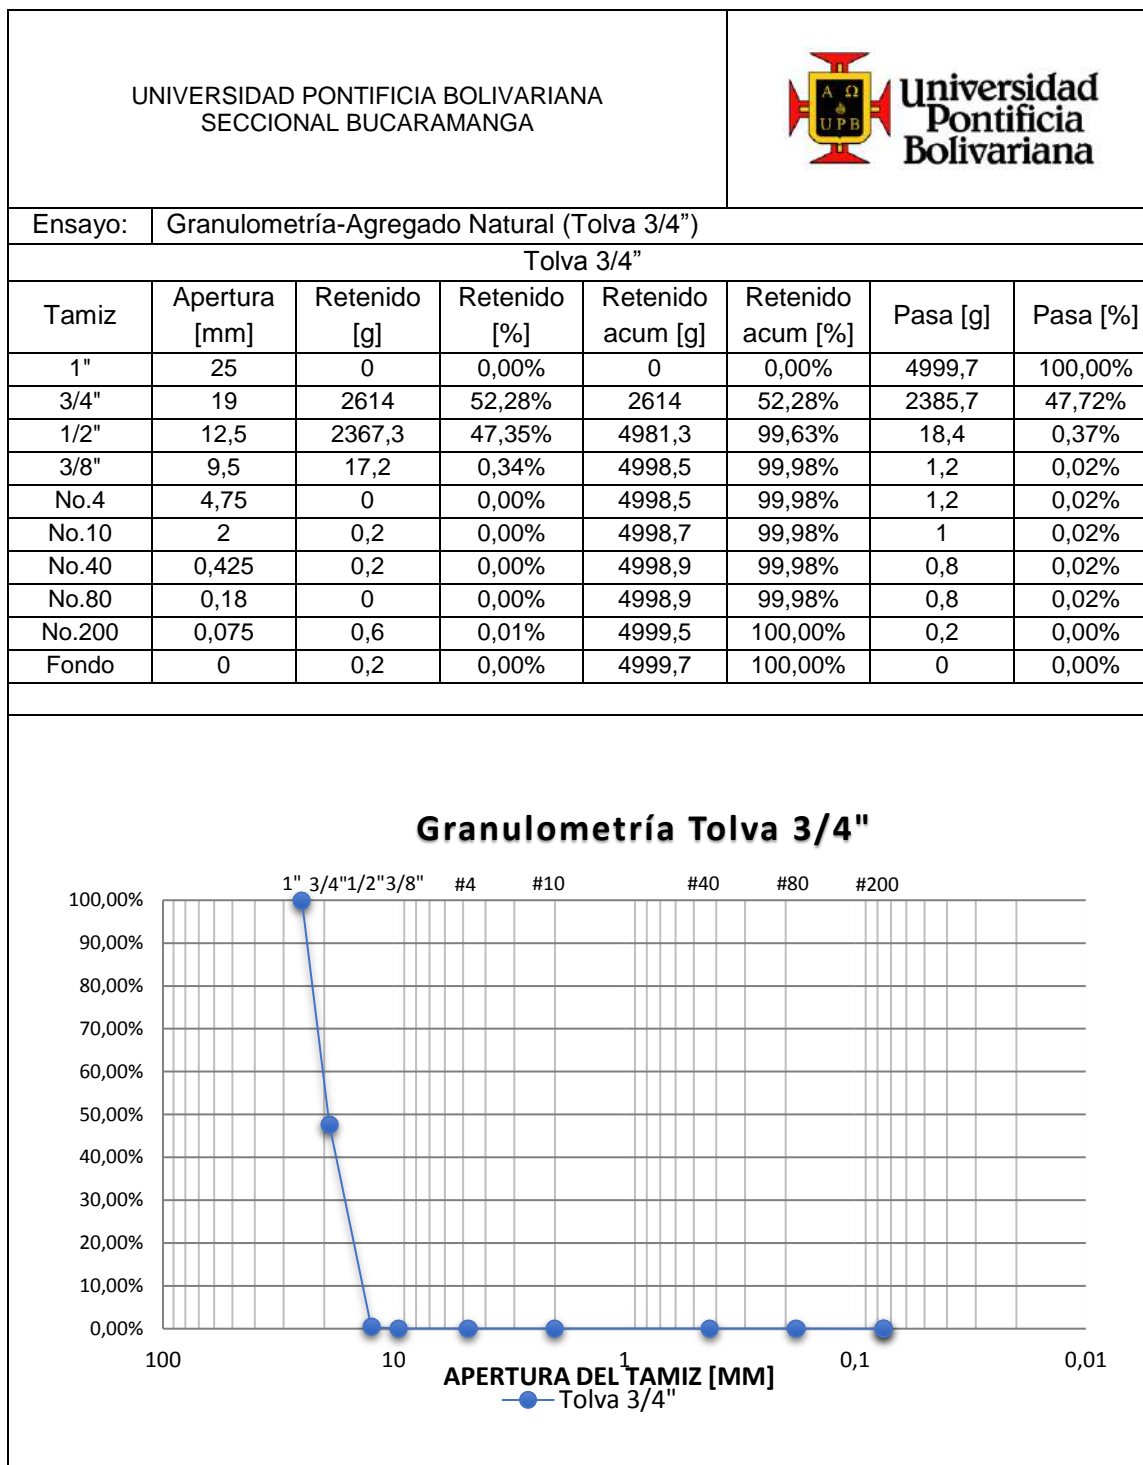 UNIVERSIDAD PONTIFICIA BOLIVARIANA
SECCIONAL BUCARAMANGA
Α Ω
UPB
Universidad
Pontificia
Bolivariana
Ensayo: Granulometría-Agregado Natural (Tolva 3/4”)
Tolva 3/4”
Tamiz Apertura [mm] Retenido [g] Retenido [%] Retenido acum [g] Retenido acum [%] Pasa [g] Pasa [%]
1" 25 0 0,00% 0 0,00% 4999,7 100,00%
3/4" 19 2614 52,28% 2614 52,28% 2385,7 47,72%
1/2" 12,5 2367,3 47,35% 4981,3 99,63% 18,4 0,37%
3/8" 9,5 17,2 0,34% 4998,5 99,98% 1,2 0,02%
No.4 4,75 0 0,00% 4998,5 99,98% 1,2 0,02%
No.10 2 0,2 0,00% 4998,7 99,98% 1 0,02%
No.40 0,425 0,2 0,00% 4998,9 99,98% 0,8 0,02%
No.80 0,18 0 0,00% 4998,9 99,98% 0,8 0,02%
No.200 0,075 0,6 0,01% 4999,5 100,00% 0,2 0,00%
Fondo 0 0,2 0,00% 4999,7 100,00% 0 0,00%
Granulometría Tolva 3/4"
1" 3/4" 1/2" 3/8" #4 #10 #40 #80 #200
100,00%
90,00%
80,00%
70,00%
60,00%
50,00%
40,00%
30,00%
20,00%
10,00%
0,00%
100 10 1 0,1 0,01
APERTURA DEL TAMIZ [MM]
Tolva 3/4"